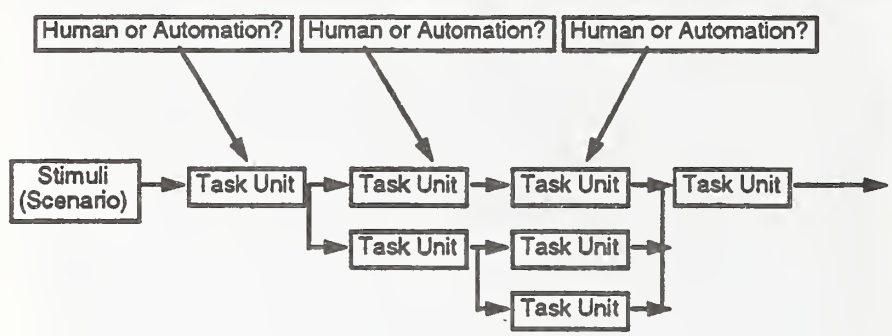 Human or Automation? Human or Automation? Human or Automation?
Stimuli
(Scenario)
Task Unit Task Unit Task Unit Task Unit
Task Unit Task Unit
Task Unit